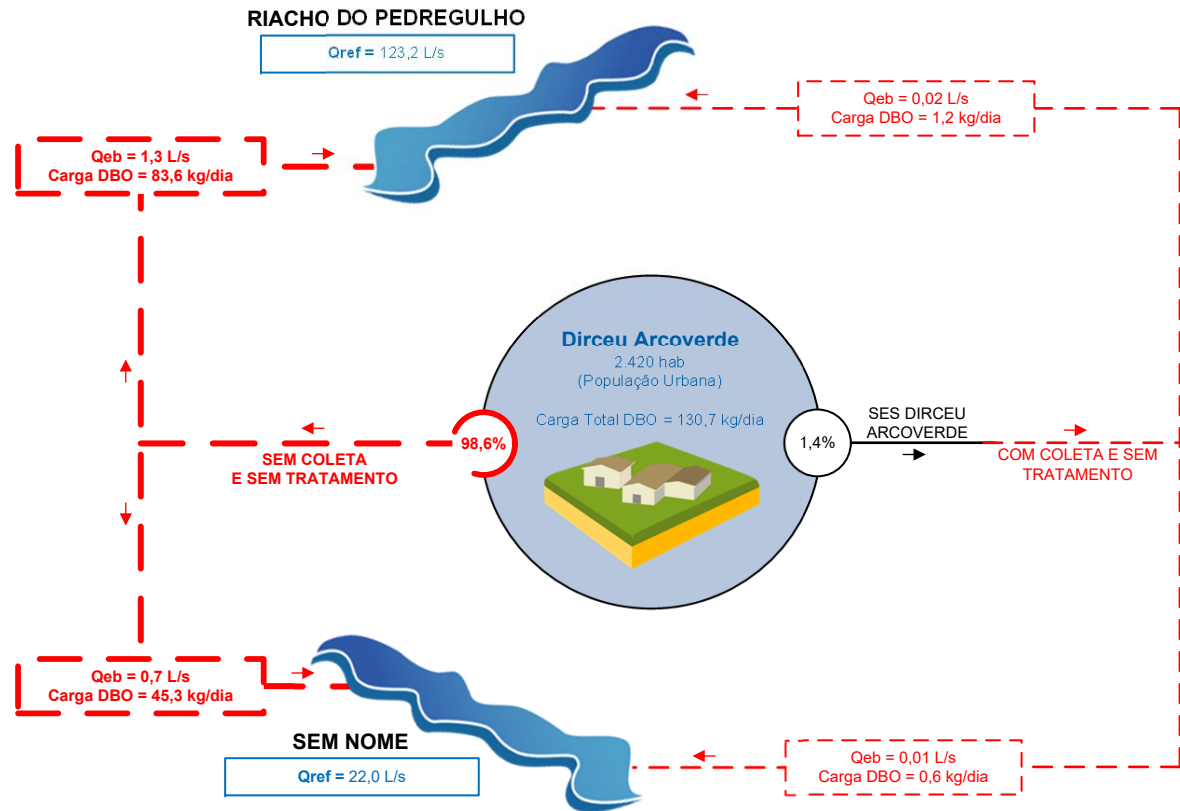 RIACHO DO PEDREGULHO
Qref = 123,2 L/s
Qeb = 0,02 L/s
Carga DBO = 1,2 kg/dia
Qeb = 1,3 L/s
Carga DBO = 83,6 kg/dia
Dirceu Arcoverde
2.420 hab
(População Urbana)
Carga Total DBO = 130,7 kg/dia
98,6%
SEM COLETA
E SEM TRATAMENTO
1,4%
SES DIRCEU
ARCOVERDE
COM COLETA E SEM
TRATAMENTO
Qeb = 0,7 L/s
Carga DBO = 45,3 kg/dia
SEM NOME
Qref = 22,0 L/s
Qeb = 0,01 L/s
Carga DBO = 0,6 kg/dia